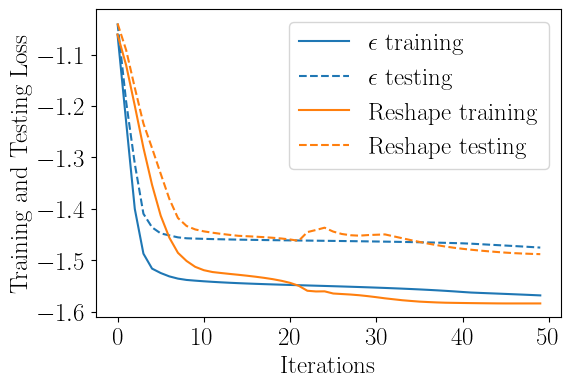 Training and Testing Loss
−1.1
−1.2
−1.3
−1.4
−1.5
−1.6
ϵ training
ϵ testing
Reshape training
Reshape testing
0 10 20 30 40 50
Iterations